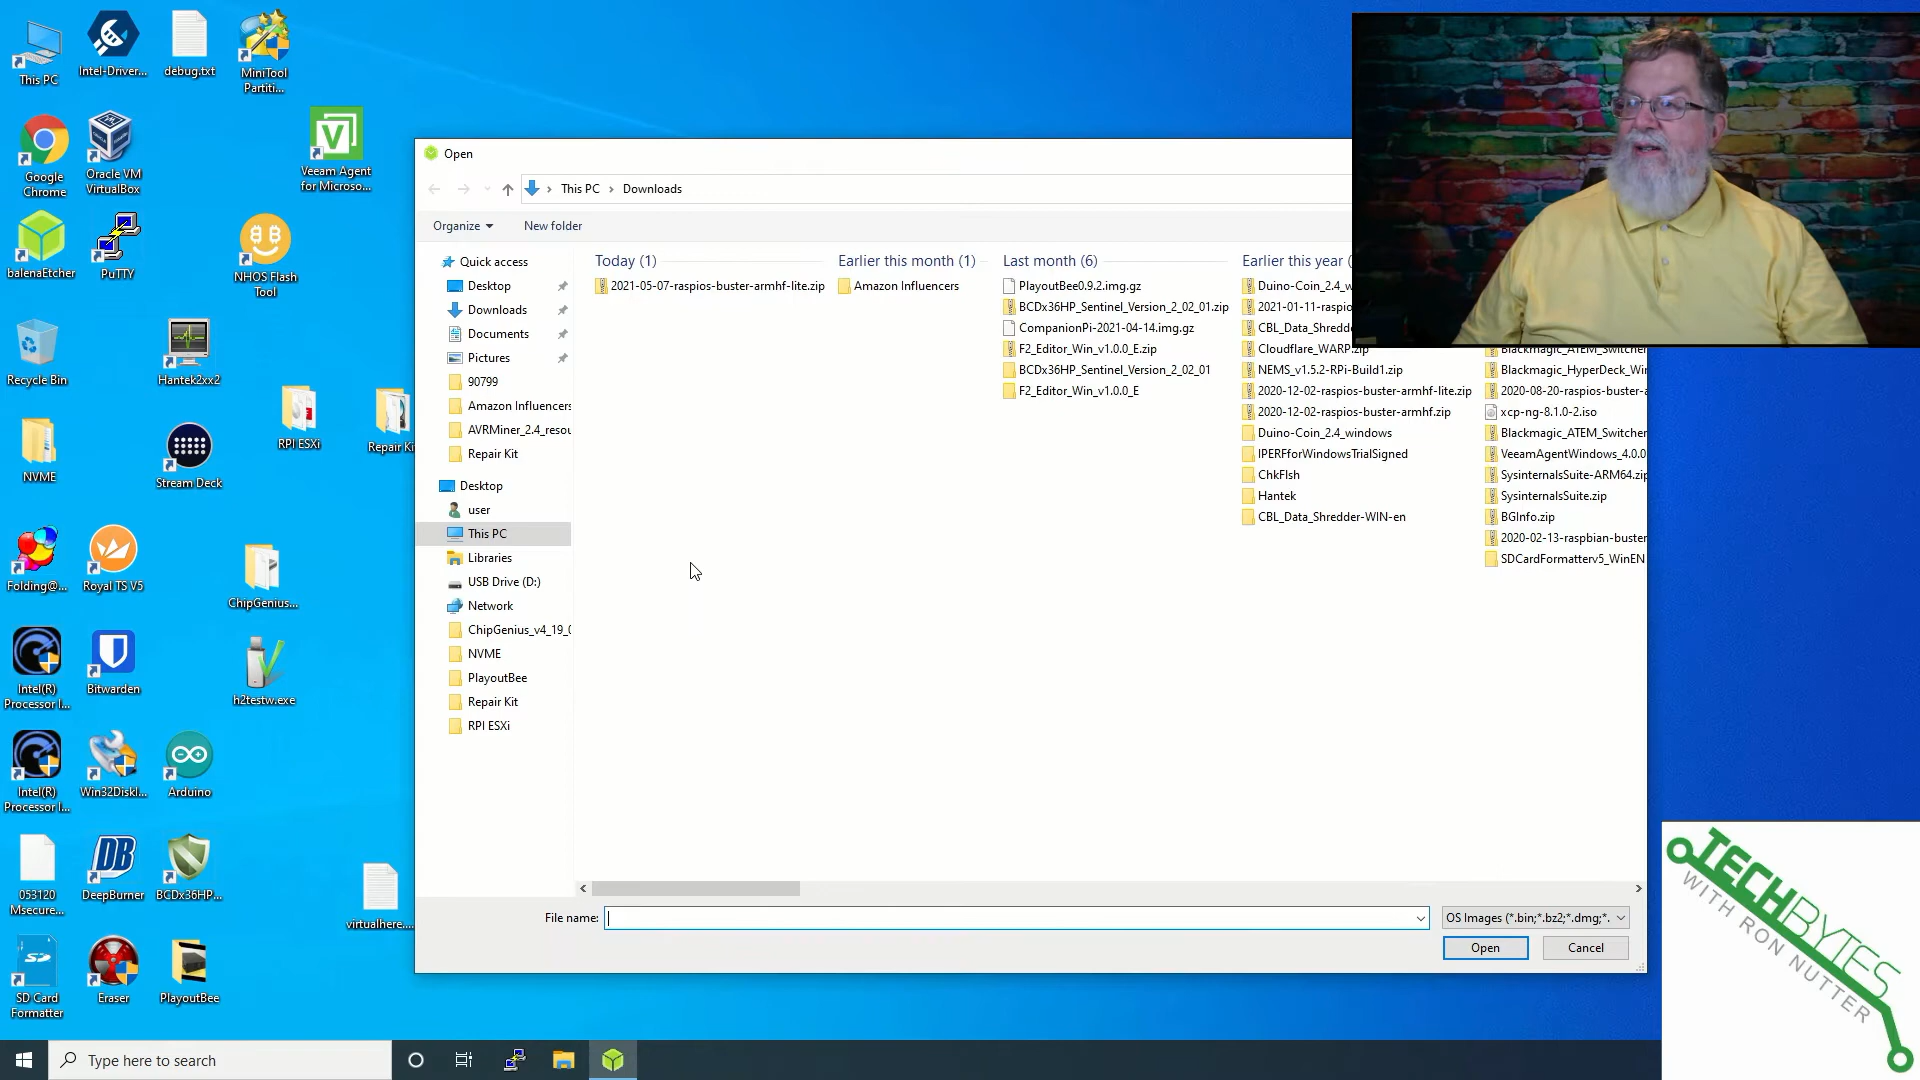 This PC
Intel-Driver...
debug.txt
MiniTool
Partiti...
Google
Chrome
Oracle VM
VirtualBox
Veeam Agent
for Microso...
balenaEtcher
PuTTY
NHOS Flash
Tool
Recycle Bin
Hantek2xx2
RPI ESXi
Repair Kit
NVME
Stream Deck
Folding@...
Royal TS V5
ChipGenius...
Intel(R)
Processor I...
Bitwarden
h2testw.exe
Intel(R)
Processor I...
Win32DiskI...
Arduino
053120
Msecure...
DeepBurner
BCDx36HP...
virtualhere....
SD Card
Formatter
Eraser
PlayoutBee
Open
This PC > Downloads
Organize
New folder
Quick access
Desktop
Downloads
Documents
Pictures
90799
Amazon Influencers
AVRMiner_2.4_resou
Repair Kit
Desktop
user
This PC
Libraries
USB Drive (D:)
Network
ChipGenius_v4_19_0
NVME
PlayoutBee
Repair Kit
RPI ESXi
Today (1)
2021-05-07-raspios-buster-armhf-lite.zip
Earlier this month (1)
Amazon Influencers
Last month (6)
PlayoutBee0.9.2.img.gz
BCDx36HP_Sentinel_Version_2_02_01.zip
CompanionPi-2021-04-14.img.gz
F2_Editor_Win_v1.0.0_E.zip
BCDx36HP_Sentinel_Version_2_02_01
F2_Editor_Win_v1.0.0_E
Earlier this year (
Duino-Coin_2.4_w
2021-01-11-raspio
CBL_Data_Shredde
Cloudflare_WARP.zip
NEMS_v1.5.2-RPi-Build1.zip
2020-12-02-raspios-buster-armhf-lite.zip
2020-12-02-raspios-buster-armhf.zip
Duino-Coin_2.4_windows
IPERFforWindowsTrialSigned
ChkFlsh
Hantek
CBL_Data_Shredder-WIN-en
Blackmagic_ATEM_Switcher
Blackmagic_HyperDeck_Wir
2020-08-20-raspios-buster-a
xcp-ng-8.1.0-2.iso
Blackmagic_ATEM_Switcher
VeeamAgentWindows_4.0.0
SysinternalsSuite-ARM64.zip
SysinternalsSuite.zip
BGInfo.zip
2020-02-13-raspbian-buster
SDCardFormatterv5_WinEN
File name:
OS Images (*.bin;*.bz2;*.dmg;*.
Open
Cancel
Type here to search
TECHBYTES
WITH RON NUTTER